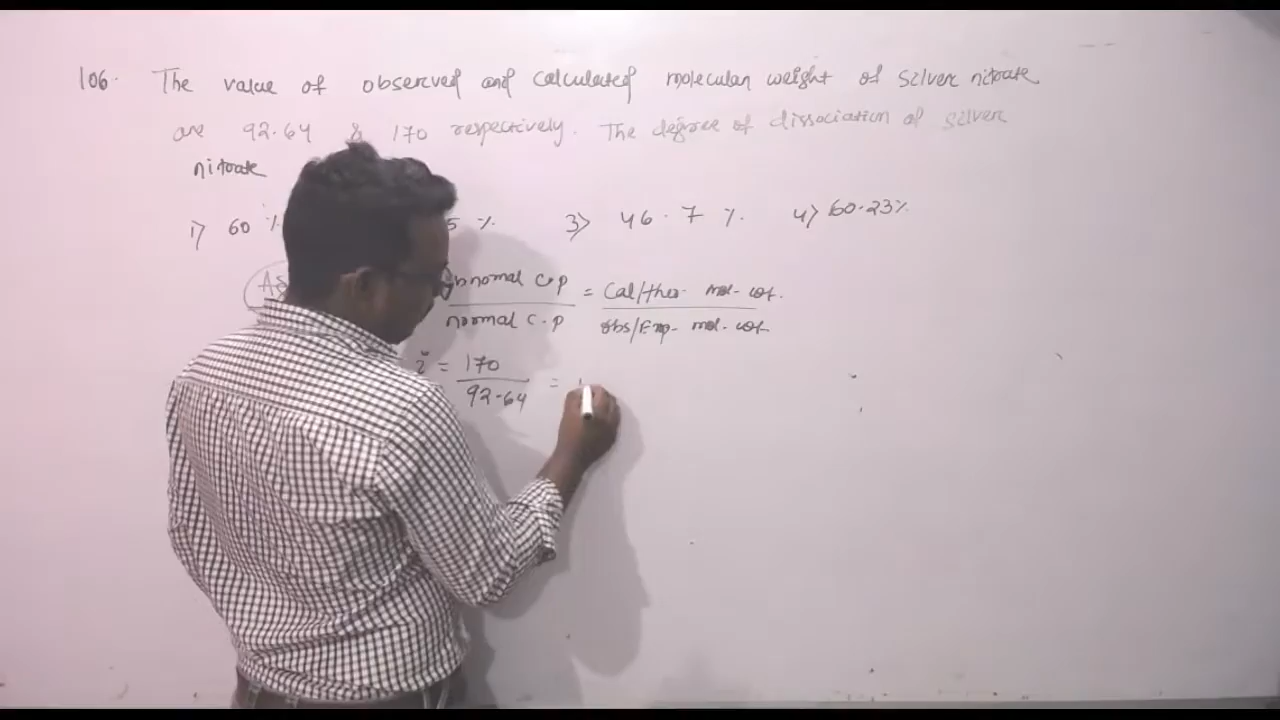 106. The value of observed and calculated molecular weight of silver nitrate
are 92.64 & 170 respectively. The degree of dissociation of silver
nitrate
1) 60 % 5 % 3) 46.7 % 4) 60.23%
Abnomal C.p = Cal/theo. mol-wt.
normal C.p obs/Exp. mol-wt.
i = 170 =
92.64